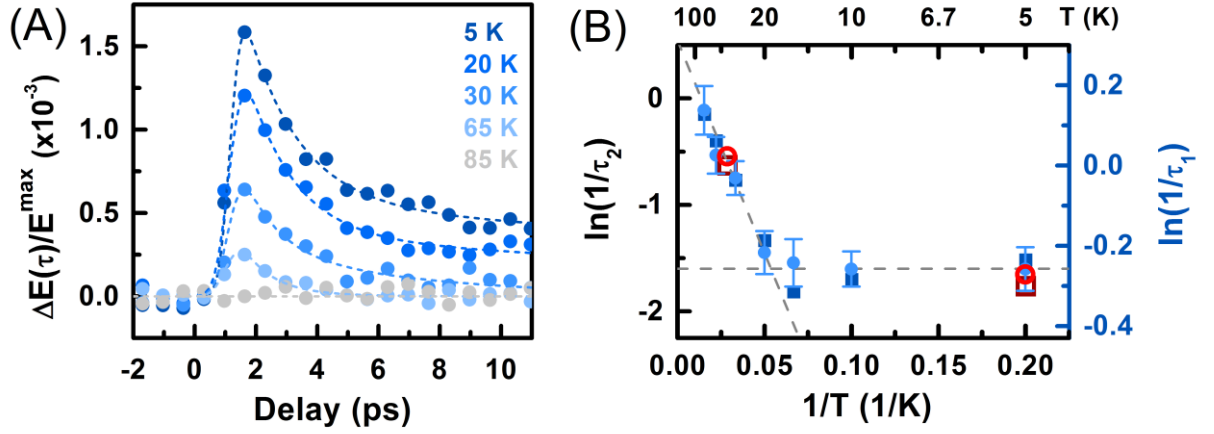 (A)
1.5
1.0
0.5
0.0
ΔE(τ)/E^max (x10^-3)
5 K
20 K
30 K
65 K
85 K
-2 0 2 4 6 8 10
Delay (ps)
(B)
100 20 10 6.7 5 T (K)
0
-1
-2
ln(1/τ₂)
0.2
0.0
-0.2
-0.4
ln(1/τ₁)
0.00 0.05 0.10 0.15 0.20
1/T (1/K)